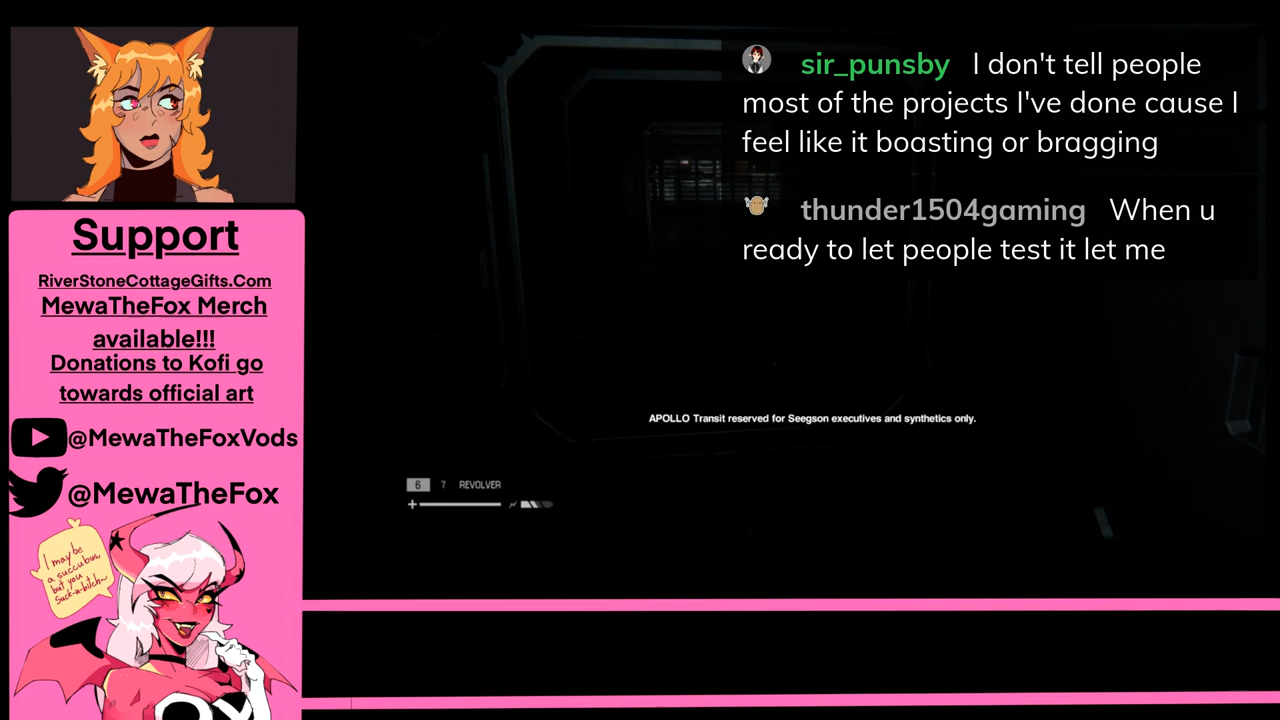 sir_punsby I don't tell people
most of the projects I've done cause I
feel like it boasting or bragging
thunder1504gaming When u
ready to let people test it let me
Support
RiverStoneCottageGifts.Com
MewaTheFox Merch
available!!!
Donations to Kofi go
towards official art
@MewaTheFoxVods
@MewaTheFox
I maybe
a succubus,
but you
suck-a-bitch~
APOLLO Transit reserved for Seegson executives and synthetics only.
6 7 REVOLVER